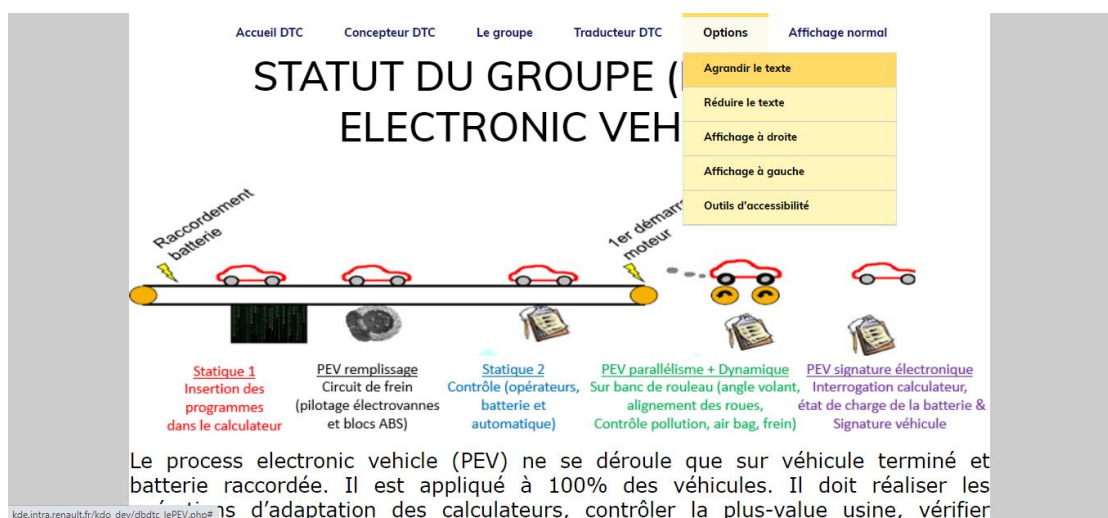 Accueil DTC Concepteur DTC Le groupe Traducteur DTC Options Affichage normal
Agrandir le texte
Réduire le texte
Affichage à droite
Affichage à gauche
Outils d'accessibilité
STATUT DU GROUPE (
ELECTRONIC VEH
Raccordement
batterie
1er démarr
moteur
Statique 1
Insertion des
programmes
dans le calculateur
PEV remplissage
Circuit de frein
(pilotage électrovannes
et blocs ABS)
Statique 2
Contrôle (opérateurs,
batterie et
automatique)
PEV parallélisme + Dynamique
Sur banc de rouleau (angle volant,
alignement des roues,
Contrôle pollution, air bag, frein)
PEV signature électronique
Interrogation calculateur,
état de charge de la batterie &
Signature véhicule
Le process electronic vehicle (PEV) ne se déroule que sur véhicule terminé et
batterie raccordée. Il est appliqué à 100% des véhicules. Il doit réaliser les
d'adaptation des calculateurs, contrôler la plus-value usine, vérifier
kde.intra.renault.fr/kdo_dev/dbdtc_lePEV.php#